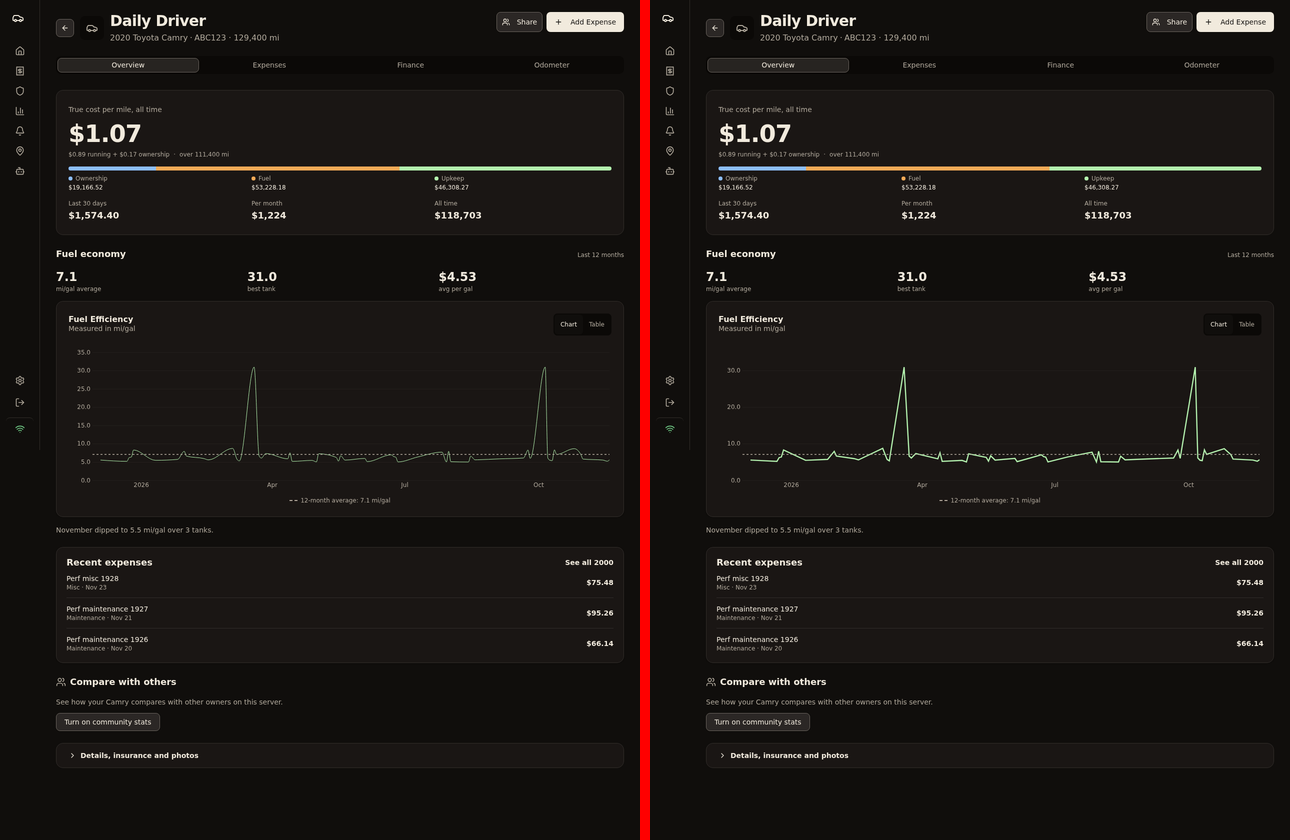 Daily Driver
2020 Toyota Camry · ABC123 · 129,400 mi
Share
Add Expense
Overview
Expenses
Finance
Odometer
True cost per mile, all time
$1.07
$0.89 running + $0.17 ownership · over 111,400 mi
Ownership
$19,166.52
Fuel
$53,228.18
Upkeep
$46,308.27
Last 30 days
$1,574.40
Per month
$1,224
All time
$118,703
Fuel economy
Last 12 months
7.1
mi/gal average
31.0
best tank
$4.53
avg per gal
Fuel Efficiency
Measured in mi/gal
Chart
Table
35.0
30.0
25.0
20.0
15.0
10.0
5.0
0.0
2026
Apr
Jul
Oct
12-month average: 7.1 mi/gal
November dipped to 5.5 mi/gal over 3 tanks.
Recent expenses
See all 2000
Perf misc 1928
Misc · Nov 23
$75.48
Perf maintenance 1927
Maintenance · Nov 21
$95.26
Perf maintenance 1926
Maintenance · Nov 20
$66.14
Compare with others
See how your Camry compares with other owners on this server.
Turn on community stats
Details, insurance and photos
Daily Driver
2020 Toyota Camry · ABC123 · 129,400 mi
Share
Add Expense
Overview
Expenses
Finance
Odometer
True cost per mile, all time
$1.07
$0.89 running + $0.17 ownership · over 111,400 mi
Ownership
$19,166.52
Fuel
$53,228.18
Upkeep
$46,308.27
Last 30 days
$1,574.40
Per month
$1,224
All time
$118,703
Fuel economy
Last 12 months
7.1
mi/gal average
31.0
best tank
$4.53
avg per gal
Fuel Efficiency
Measured in mi/gal
Chart
Table
30.0
20.0
10.0
0.0
2026
Apr
Jul
Oct
12-month average: 7.1 mi/gal
November dipped to 5.5 mi/gal over 3 tanks.
Recent expenses
See all 2000
Perf misc 1928
Misc · Nov 23
$75.48
Perf maintenance 1927
Maintenance · Nov 21
$95.26
Perf maintenance 1926
Maintenance · Nov 20
$66.14
Compare with others
See how your Camry compares with other owners on this server.
Turn on community stats
Details, insurance and photos